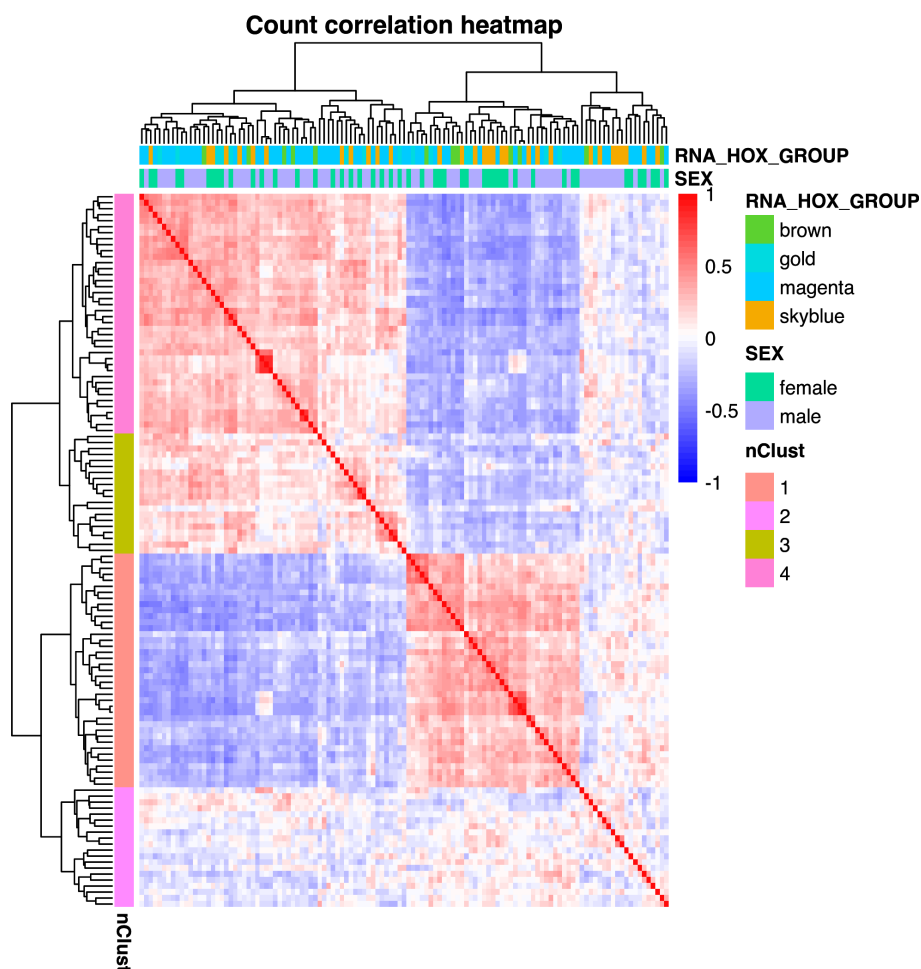 Count correlation heatmap
RNA_HOX_GROUP
SEX
1
0.5
0
-0.5
-1
RNA_HOX_GROUP
brown
gold
magenta
skyblue
SEX
female
male
nClust
1
2
3
4
nClust